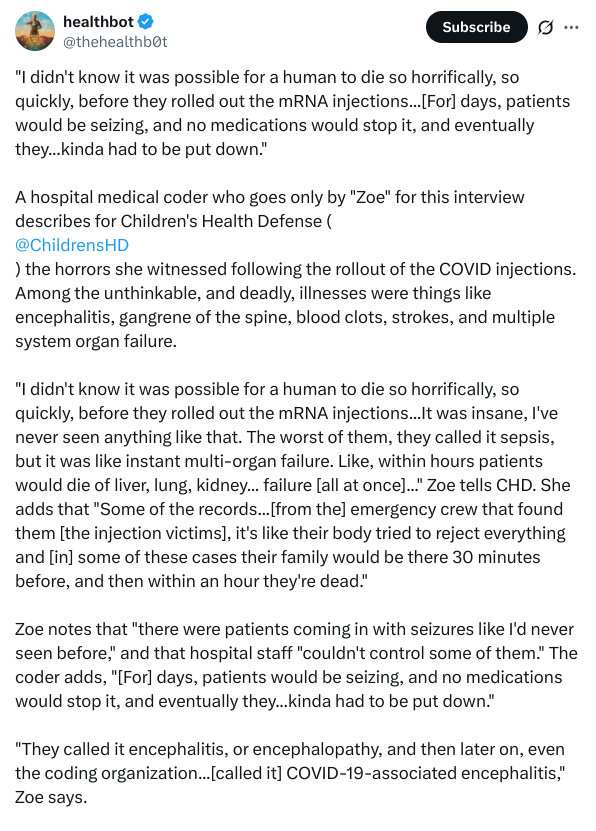 healthbot
@thehealthb0t
Subscribe
"I didn't know it was possible for a human to die so horrifically, so
quickly, before they rolled out the mRNA injections...[For] days, patients
would be seizing, and no medications would stop it, and eventually
they...kinda had to be put down."
A hospital medical coder who goes only by "Zoe" for this interview
describes for Children's Health Defense (
@ChildrensHD
) the horrors she witnessed following the rollout of the COVID injections.
Among the unthinkable, and deadly, illnesses were things like
encephalitis, gangrene of the spine, blood clots, strokes, and multiple
system organ failure.
"I didn't know it was possible for a human to die so horrifically, so
quickly, before they rolled out the mRNA injections...It was insane, I've
never seen anything like that. The worst of them, they called it sepsis,
but it was like instant multi-organ failure. Like, within hours patients
would die of liver, lung, kidney... failure [all at once]..." Zoe tells CHD. She
adds that "Some of the records...[from the] emergency crew that found
them [the injection victims], it's like their body tried to reject everything
and [in] some of these cases their family would be there 30 minutes
before, and then within an hour they're dead."
Zoe notes that "there were patients coming in with seizures like I'd never
seen before," and that hospital staff "couldn't control some of them." The
coder adds, "[For] days, patients would be seizing, and no medications
would stop it, and eventually they...kinda had to be put down."
"They called it encephalitis, or encephalopathy, and then later on, even
the coding organization...[called it] COVID-19-associated encephalitis,"
Zoe says.